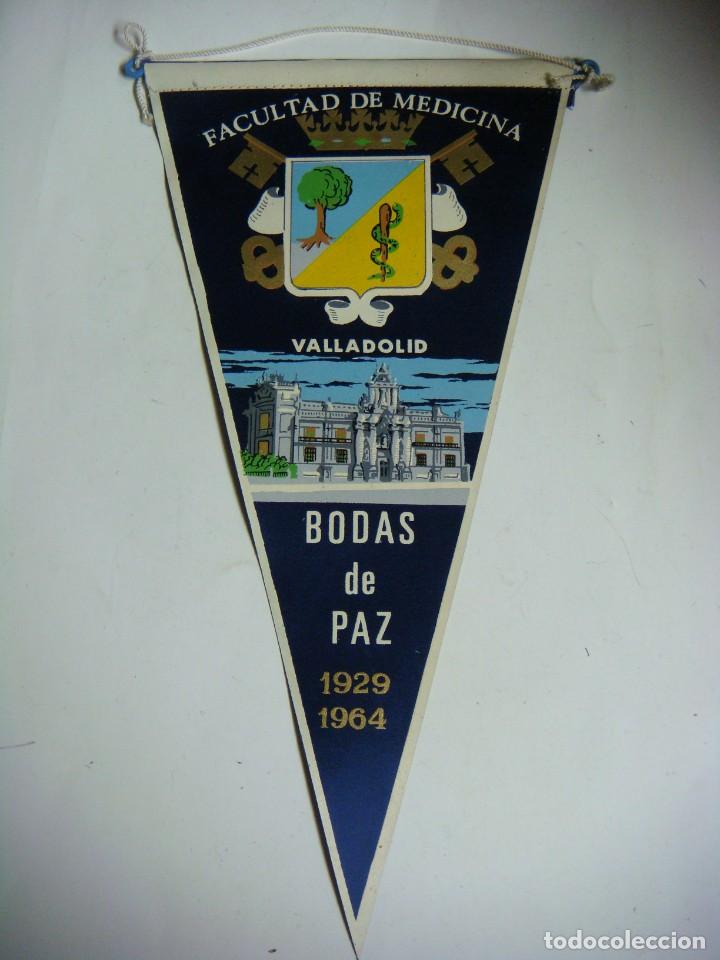 FACULTAD DE MEDICINA
VALLADOLID
BODAS
de
PAZ
1929
1964
todocoleccion